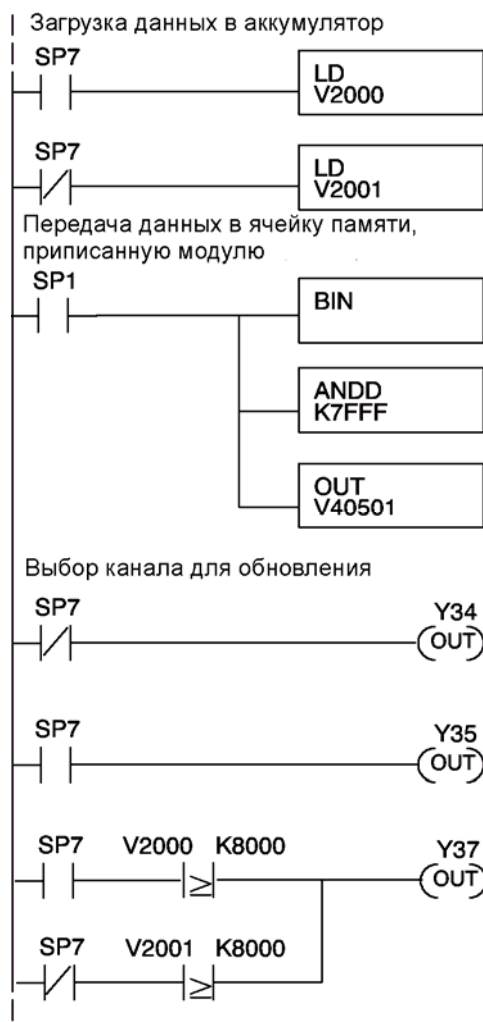 Загрузка данных в аккумулятор
SP7
LD
V2000
SP7
LD
V2001
Передача данных в ячейку памяти,
приписанную модулю
SP1
BIN
ANDD
K7FFF
OUT
V40501
Выбор канала для обновления
SP7
Y34
OUT
SP7
Y35
OUT
SP7 V2000 K8000 Y37
≥ OUT
SP7 V2001 K8000
≥